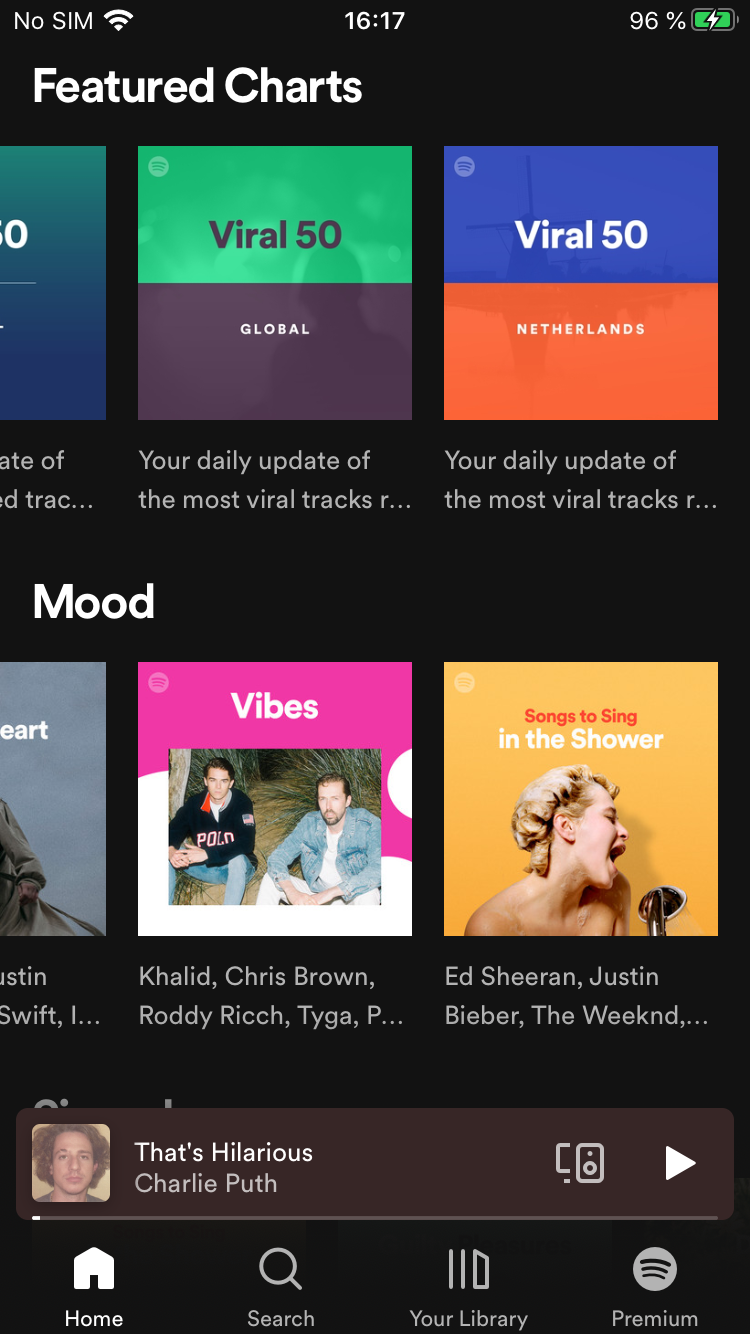 No SIM 16:17 96 %
Featured Charts
50
Viral 50
GLOBAL
Viral 50
NETHERLANDS
ate of
ed trac...
Your daily update of
the most viral tracks r...
Your daily update of
the most viral tracks r...
Mood
eart
Vibes
POLO
Songs to Sing
in the Shower
ustin
Swift, I...
Khalid, Chris Brown,
Roddy Ricch, Tyga, P...
Ed Sheeran, Justin
Bieber, The Weeknd,...
That's Hilarious
Charlie Puth
Home
Search
Your Library
Premium